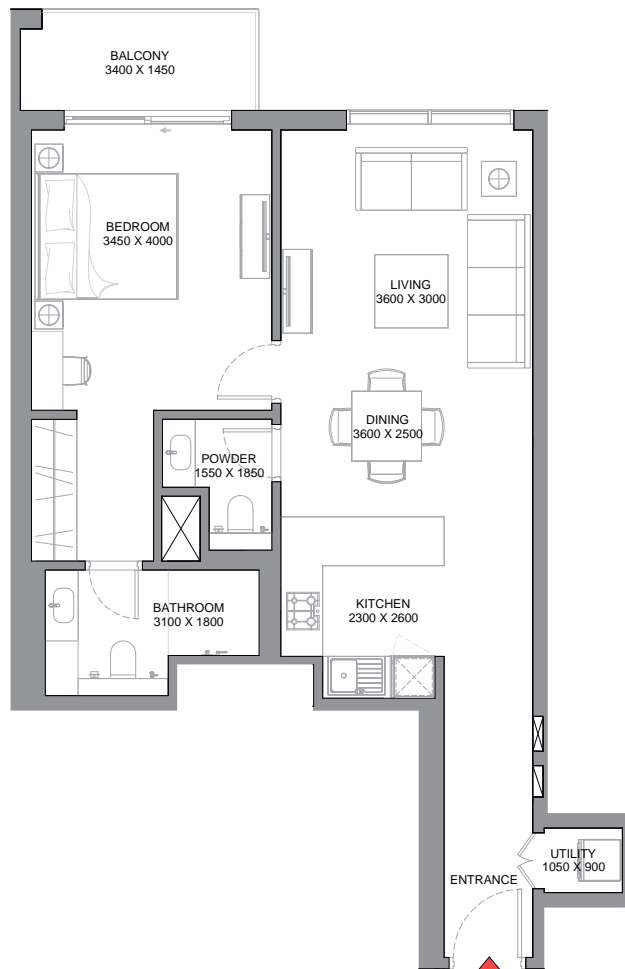 BALCONY
3400 X 1450
BEDROOM
3450 X 4000
LIVING
3600 X 3000
DINING
3600 X 2500
POWDER
1550 X 1850
BATHROOM
3100 X 1800
KITCHEN
2300 X 2600
UTILITY
1050 X 900
ENTRANCE